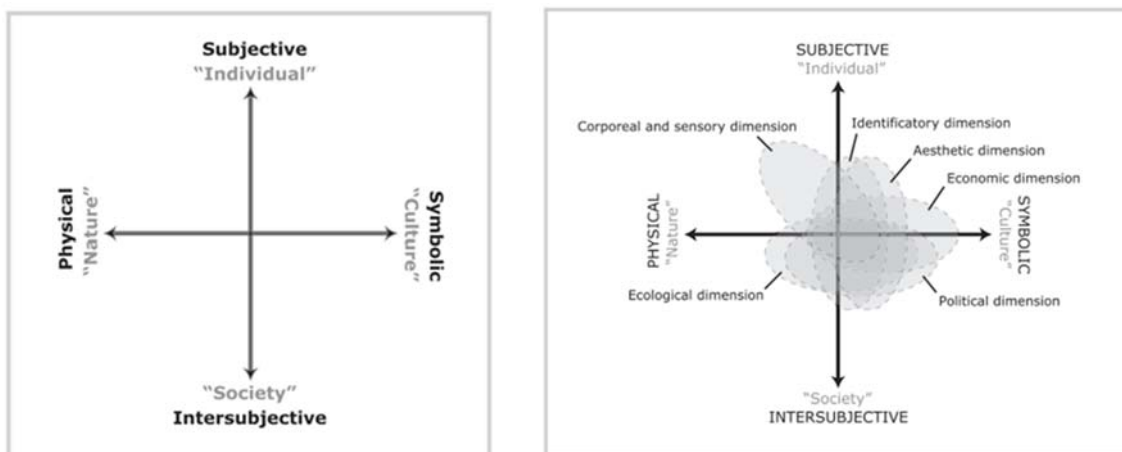 Subjective
“Individual”
Physical
“Nature”
Symbolic
“Culture”
“Society”
Intersubjective
SUBJECTIVE
“Individual”
Corporeal and sensory dimension
Identificatory dimension
Aesthetic dimension
Economic dimension
PHYSICAL
“Nature”
SYMBOLIC
“Culture”
Ecological dimension
Political dimension
“Society”
INTERSUBJECTIVE